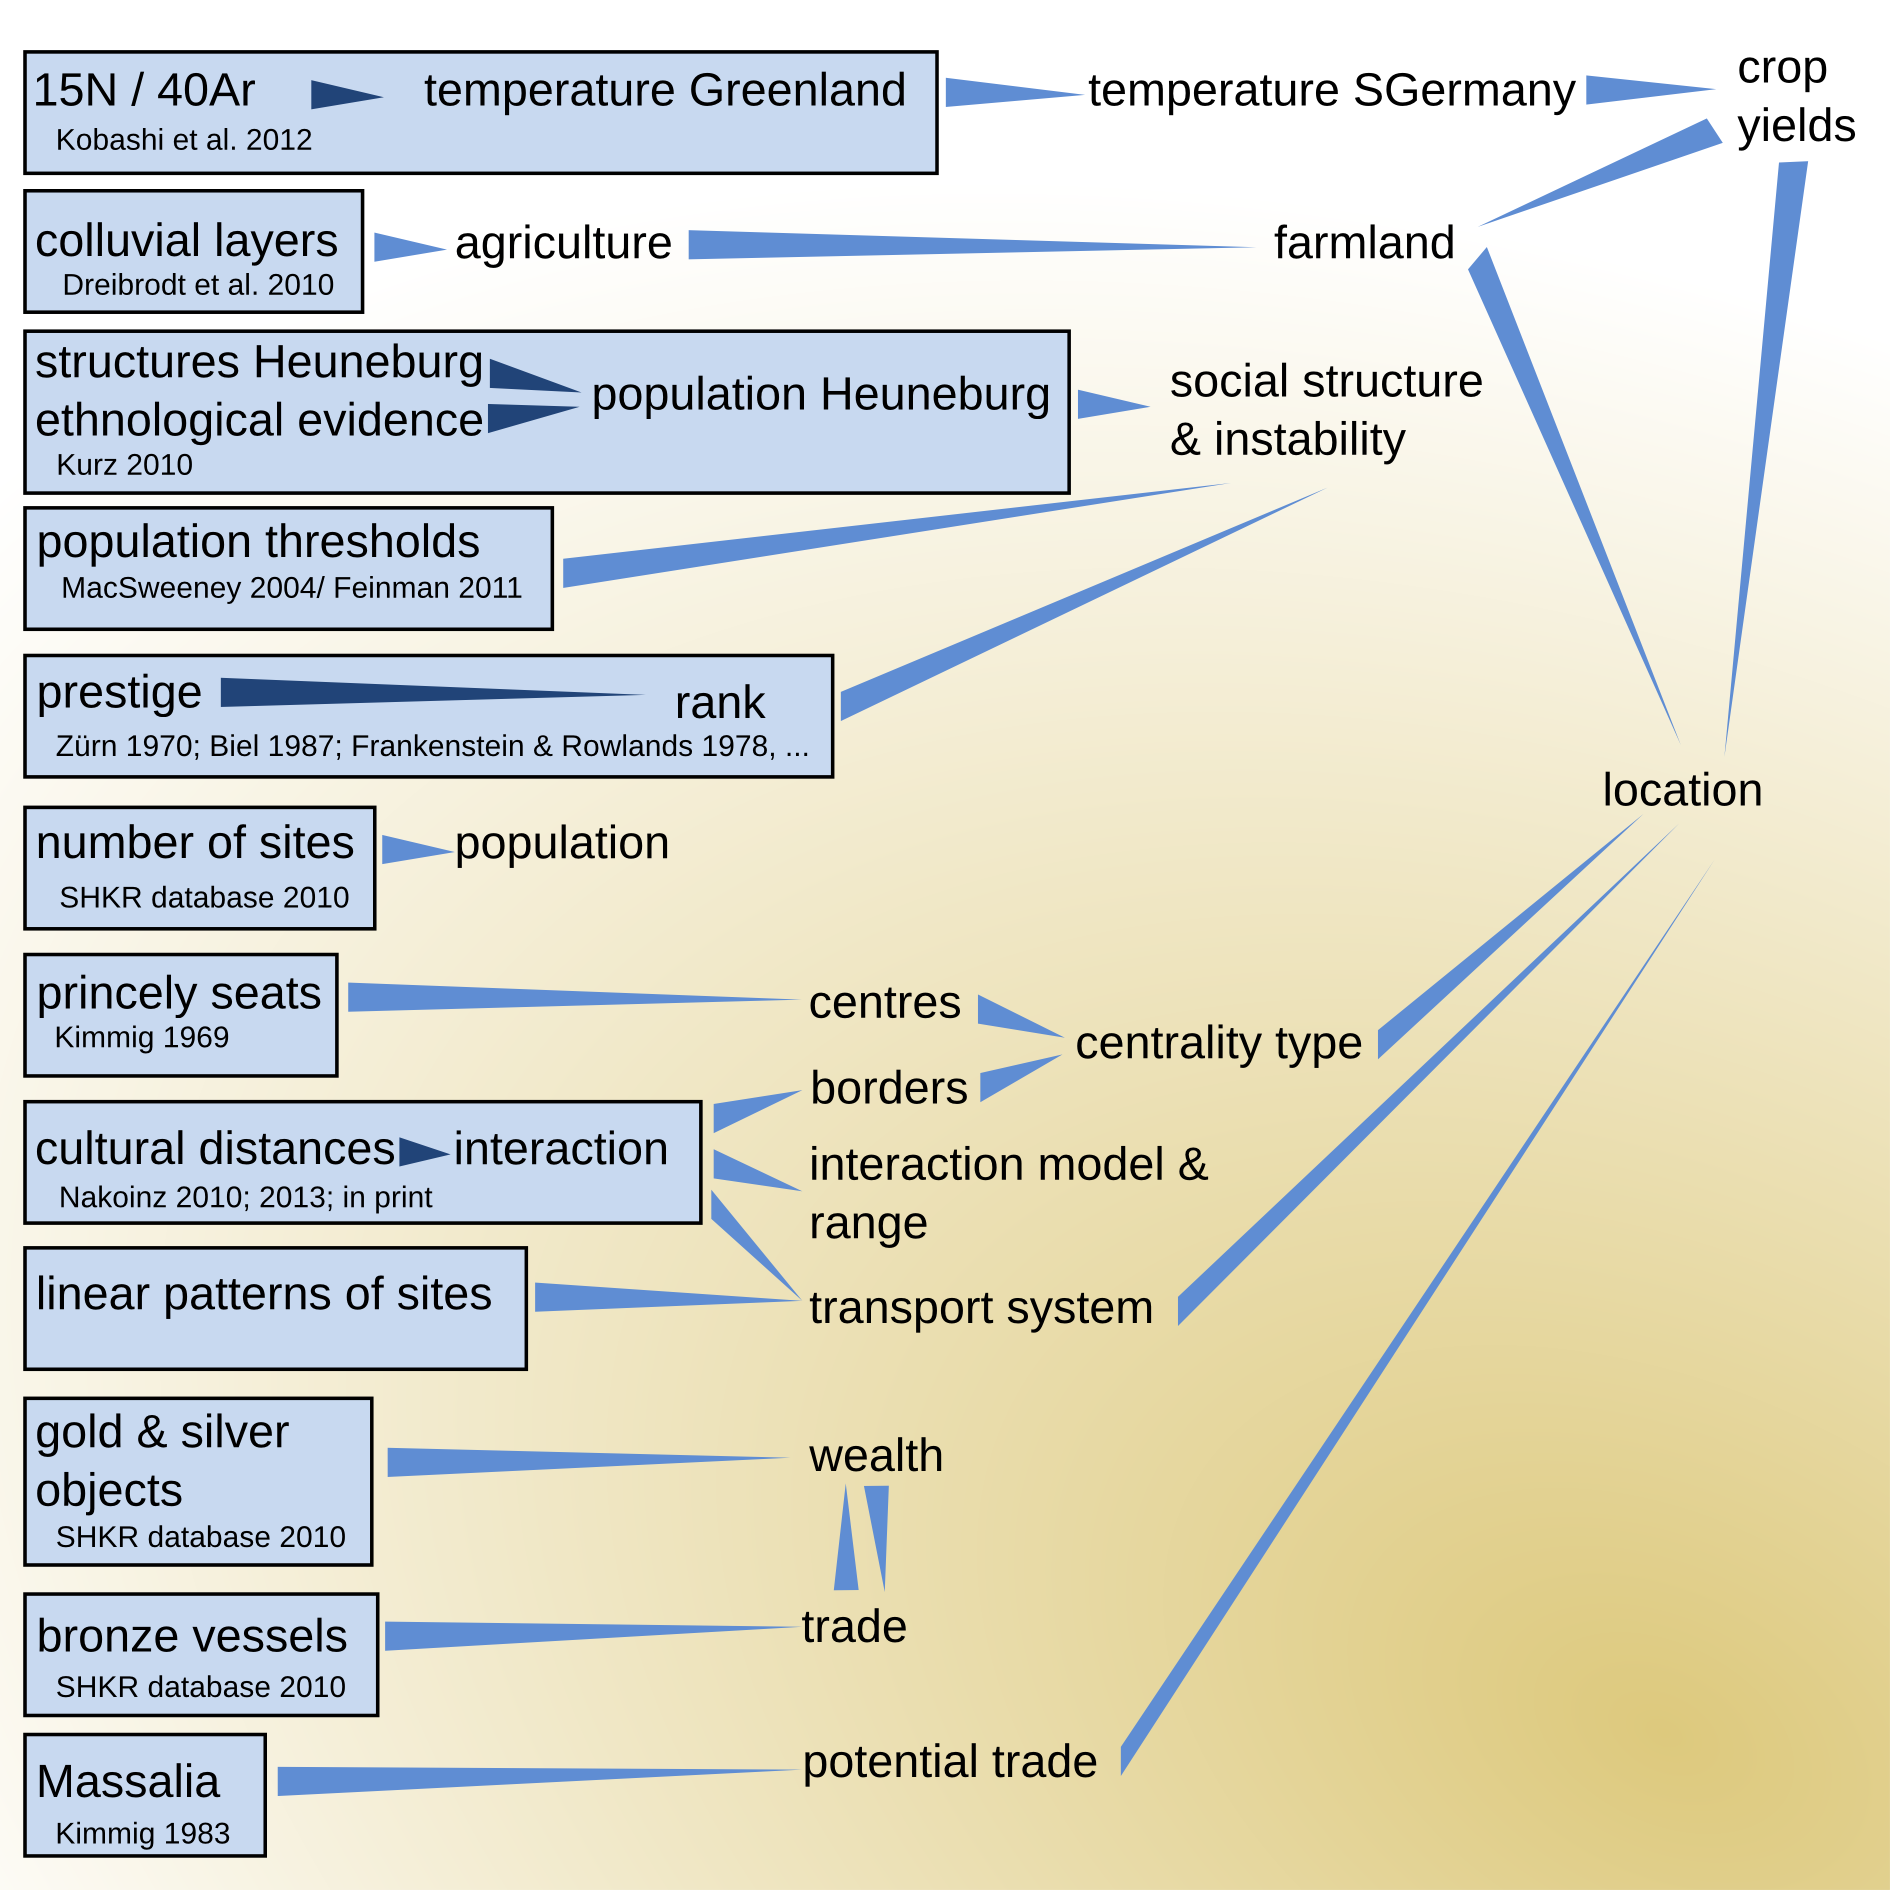 15N / 40Ar
temperature Greenland
temperature SGermany
crop
yields
Kobashi et al. 2012
colluvial layers
agriculture
farmland
Dreibrodt et al. 2010
structures Heuneburg
ethnological evidence
population Heuneburg
social structure
& instability
Kurz 2010
population thresholds
MacSweeney 2004/ Feinman 2011
prestige
rank
Zürn 1970; Biel 1987; Frankenstein & Rowlands 1978, ...
location
number of sites
population
SHKR database 2010
princely seats
centres
Kimmig 1969
centrality type
borders
cultural distances
interaction
interaction model &
range
Nakoinz 2010; 2013; in print
linear patterns of sites
transport system
gold & silver
objects
wealth
SHKR database 2010
bronze vessels
trade
SHKR database 2010
Massalia
potential trade
Kimmig 1983